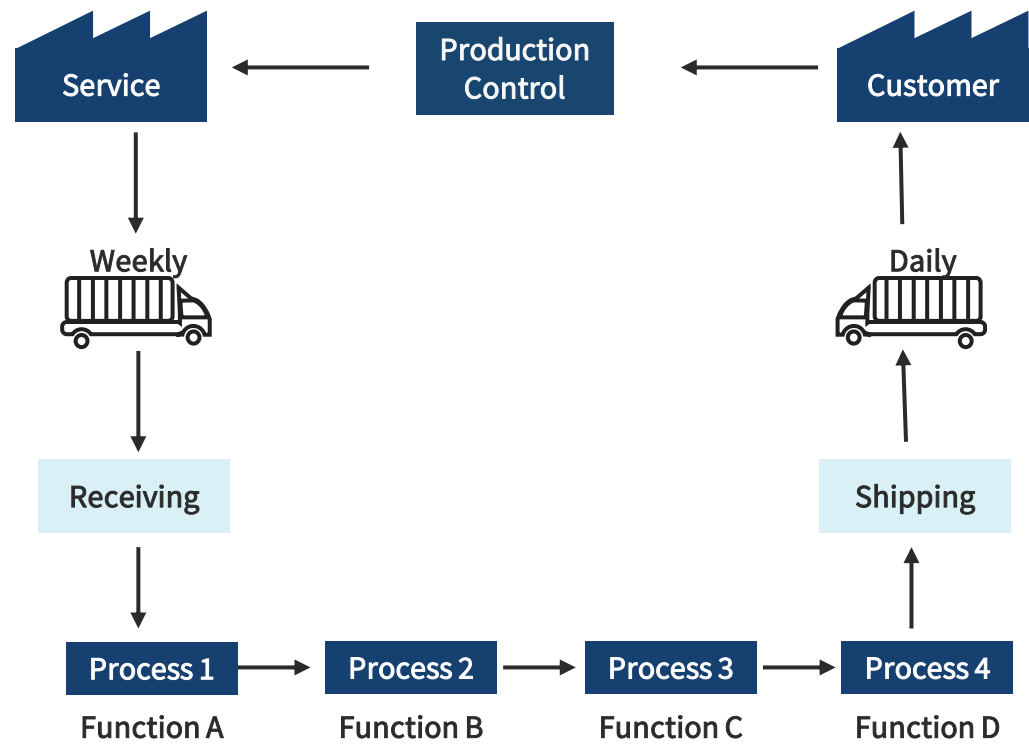 Service
Production
Control
Customer
Weekly
Daily
Receiving
Shipping
Process 1
Process 2
Process 3
Process 4
Function A
Function B
Function C
Function D